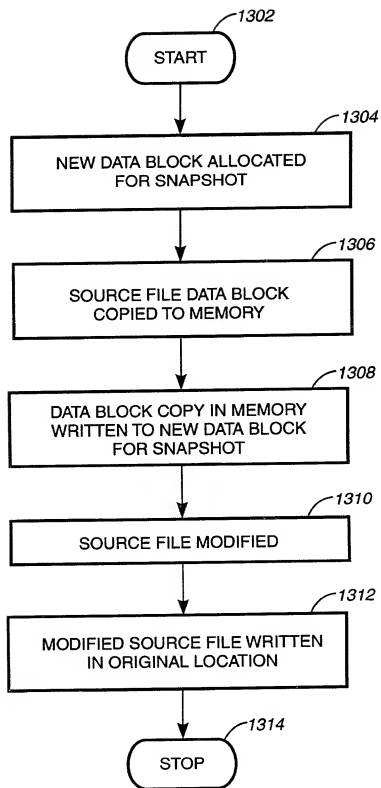 1302
START
1304
NEW DATA BLOCK ALLOCATED
FOR SNAPSHOT
1306
SOURCE FILE DATA BLOCK
COPIED TO MEMORY
1308
DATA BLOCK COPY IN MEMORY
WRITTEN TO NEW DATA BLOCK
FOR SNAPSHOT
1310
SOURCE FILE MODIFIED
1312
MODIFIED SOURCE FILE WRITTEN
IN ORIGINAL LOCATION
1314
STOP